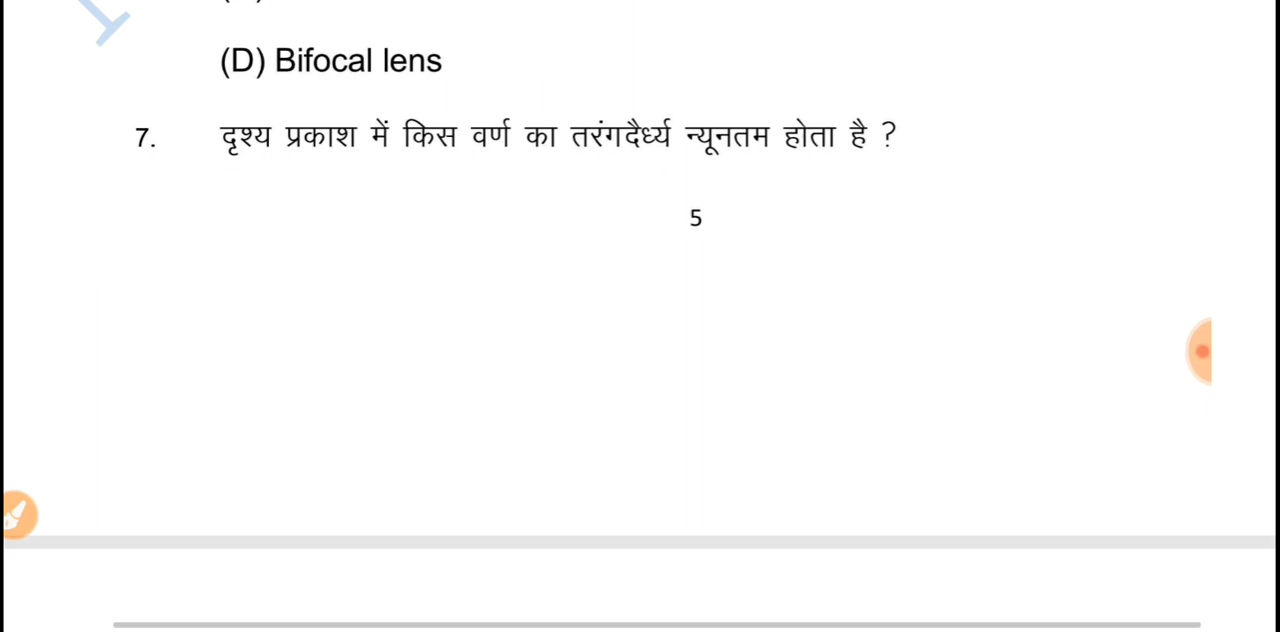 (D) Bifocal lens
7. दृश्य प्रकाश में किस वर्ण का तरंगदैर्ध्य न्यूनतम होता है ?
5